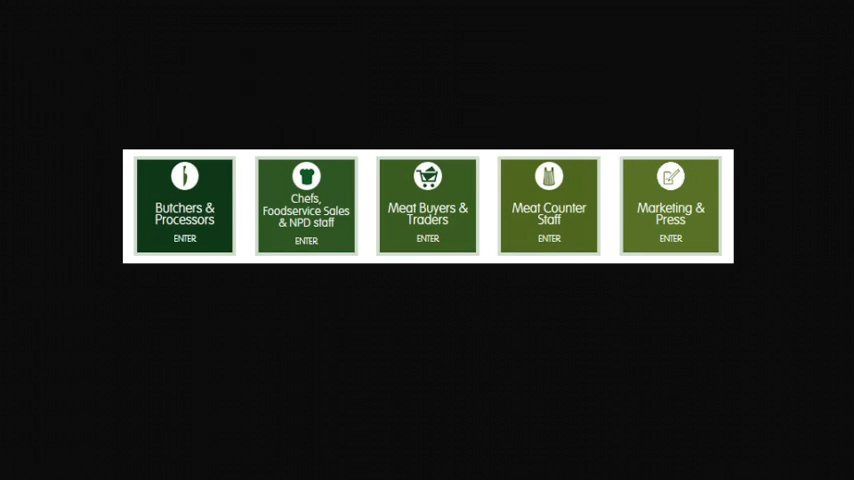 Butchers &
Processors
ENTER
Chefs,
Foodservice Sales
& NPD staff
ENTER
Meat Buyers &
Traders
ENTER
Meat Counter
Staff
ENTER
Marketing &
Press
ENTER